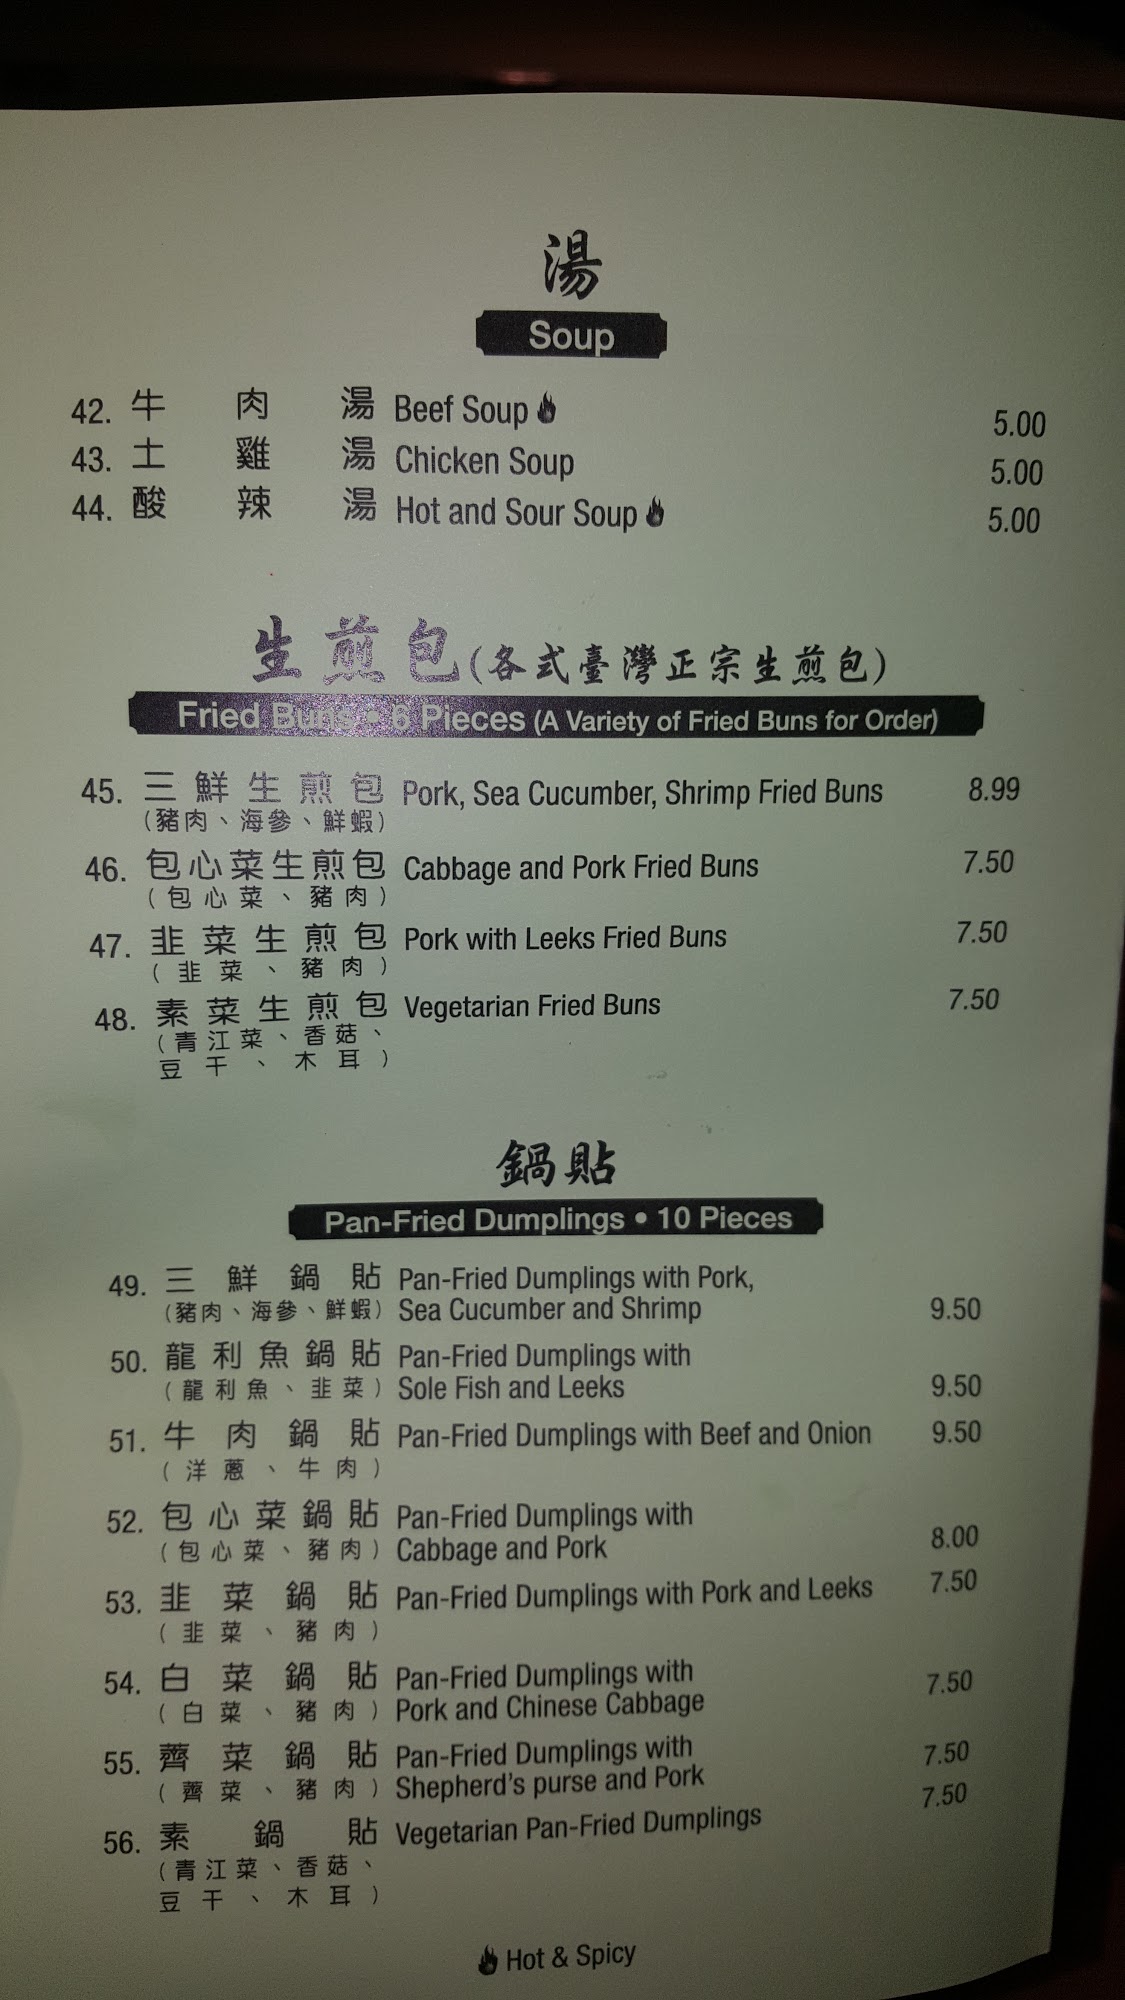 湯
Soup
42. 牛肉湯 Beef Soup 5.00
43. 土雞湯 Chicken Soup 5.00
44. 酸辣湯 Hot and Sour Soup 5.00
生煎包(各式臺灣正宗生煎包)
Fried Buns • 6 Pieces (A Variety of Fried Buns for Order)
45. 三鮮生煎包 Pork, Sea Cucumber, Shrimp Fried Buns 8.99
(豬肉、海參、鮮蝦)
46. 包心菜生煎包 Cabbage and Pork Fried Buns 7.50
(包心菜、豬肉)
47. 韭菜生煎包 Pork with Leeks Fried Buns 7.50
(韭菜、豬肉)
48. 素菜生煎包 Vegetarian Fried Buns 7.50
(青江菜、香菇、
豆干、木耳)
鍋貼
Pan-Fried Dumplings • 10 Pieces
49. 三鮮鍋貼 Pan-Fried Dumplings with Pork,
(豬肉、海參、鮮蝦) Sea Cucumber and Shrimp 9.50
50. 龍利魚鍋貼 Pan-Fried Dumplings with
(龍利魚、韭菜) Sole Fish and Leeks 9.50
51. 牛肉鍋貼 Pan-Fried Dumplings with Beef and Onion 9.50
(洋蔥、牛肉)
52. 包心菜鍋貼 Pan-Fried Dumplings with
(包心菜、豬肉) Cabbage and Pork 8.00
53. 韭菜鍋貼 Pan-Fried Dumplings with Pork and Leeks 7.50
(韭菜、豬肉)
54. 白菜鍋貼 Pan-Fried Dumplings with 7.50
(白菜、豬肉) Pork and Chinese Cabbage
55. 薺菜鍋貼 Pan-Fried Dumplings with 7.50
(薺菜、豬肉) Shepherd's purse and Pork
56. 素鍋貼 Vegetarian Pan-Fried Dumplings 7.50
(青江菜、香菇、
豆干、木耳)
Hot & Spicy